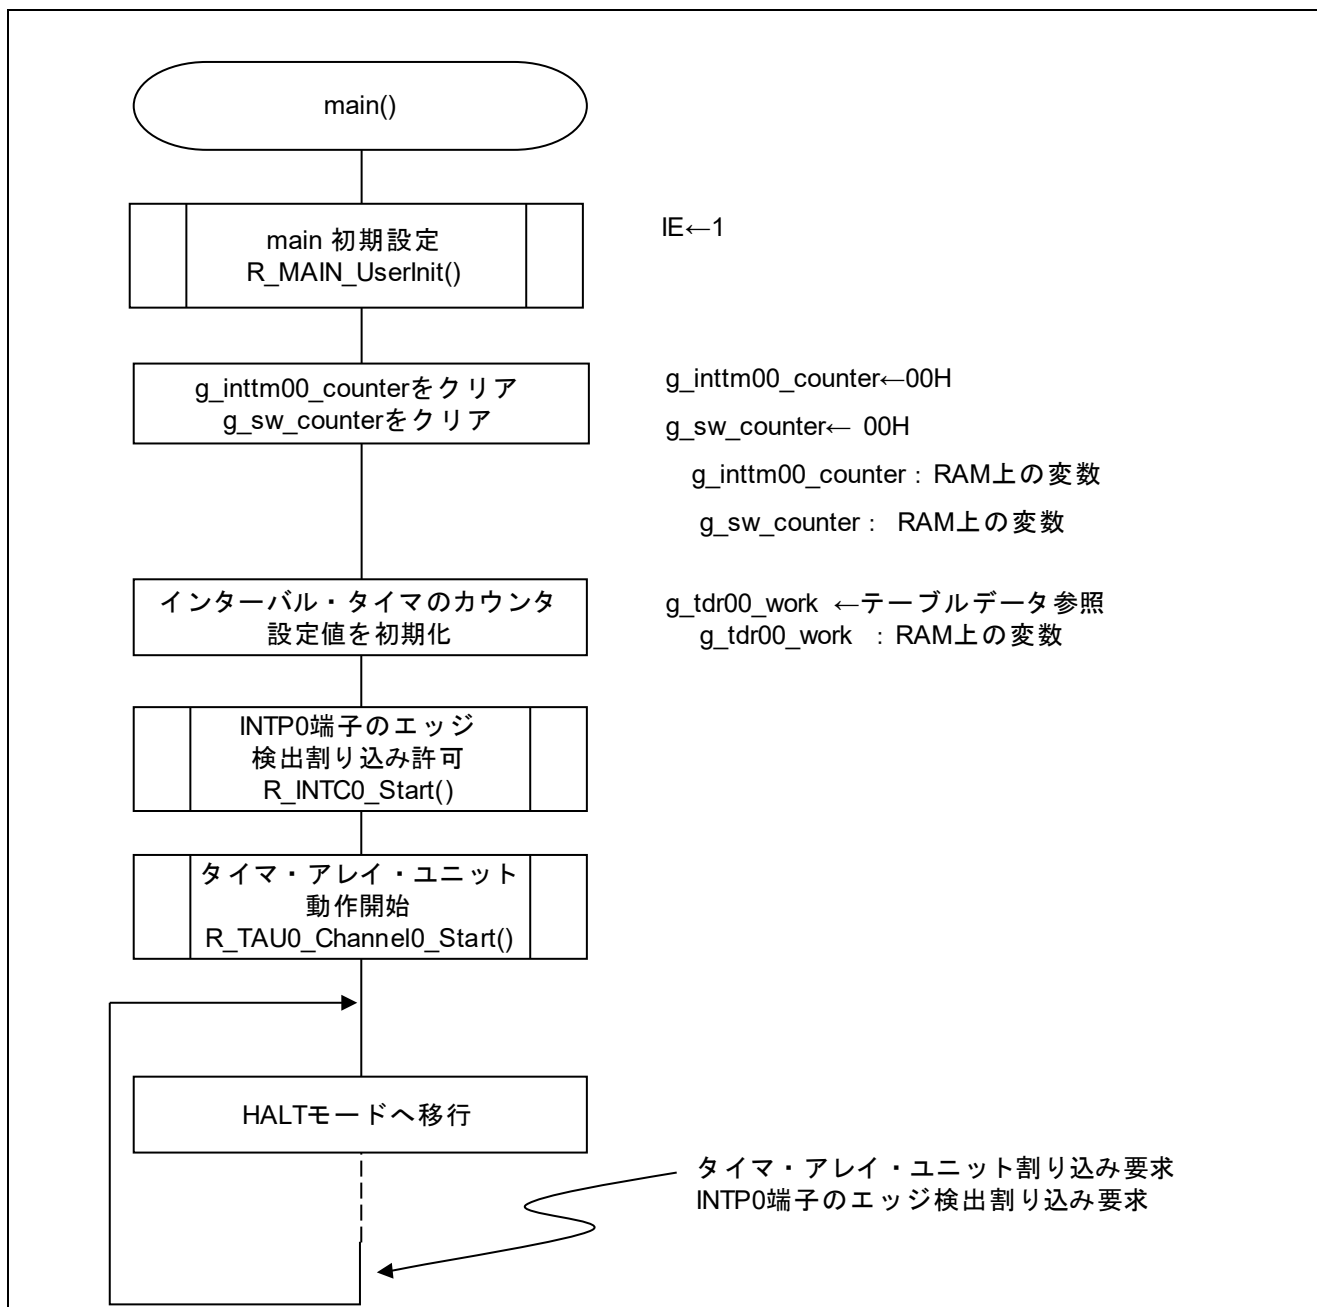 main()
main 初期設定
R_MAIN_UserInit()
IE←1
g_inttm00_counterをクリア
g_sw_counterをクリア
g_inttm00_counter←00H
g_sw_counter← 00H
g_inttm00_counter : RAM上の変数
g_sw_counter : RAM上の変数
インターバル・タイマのカウンタ
設定値を初期化
g_tdr00_work ←テーブルデータ参照
g_tdr00_work : RAM上の変数
INTP0端子のエッジ
検出割り込み許可
R_INTC0_Start()
タイマ・アレイ・ユニット
動作開始
R_TAU0_Channel0_Start()
HALTモードへ移行
タイマ・アレイ・ユニット割り込み要求
INTP0端子のエッジ検出割り込み要求